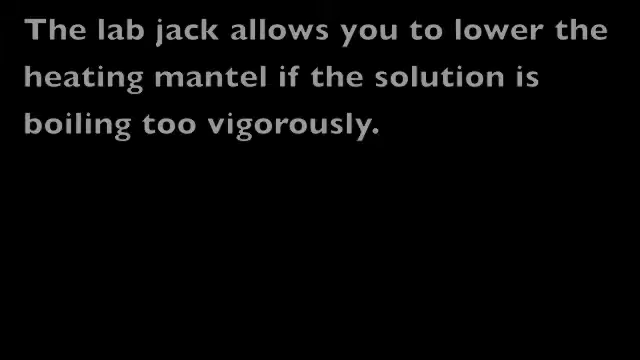 The lab jack allows you to lower the
heating mantel if the solution is
boiling too vigorously.